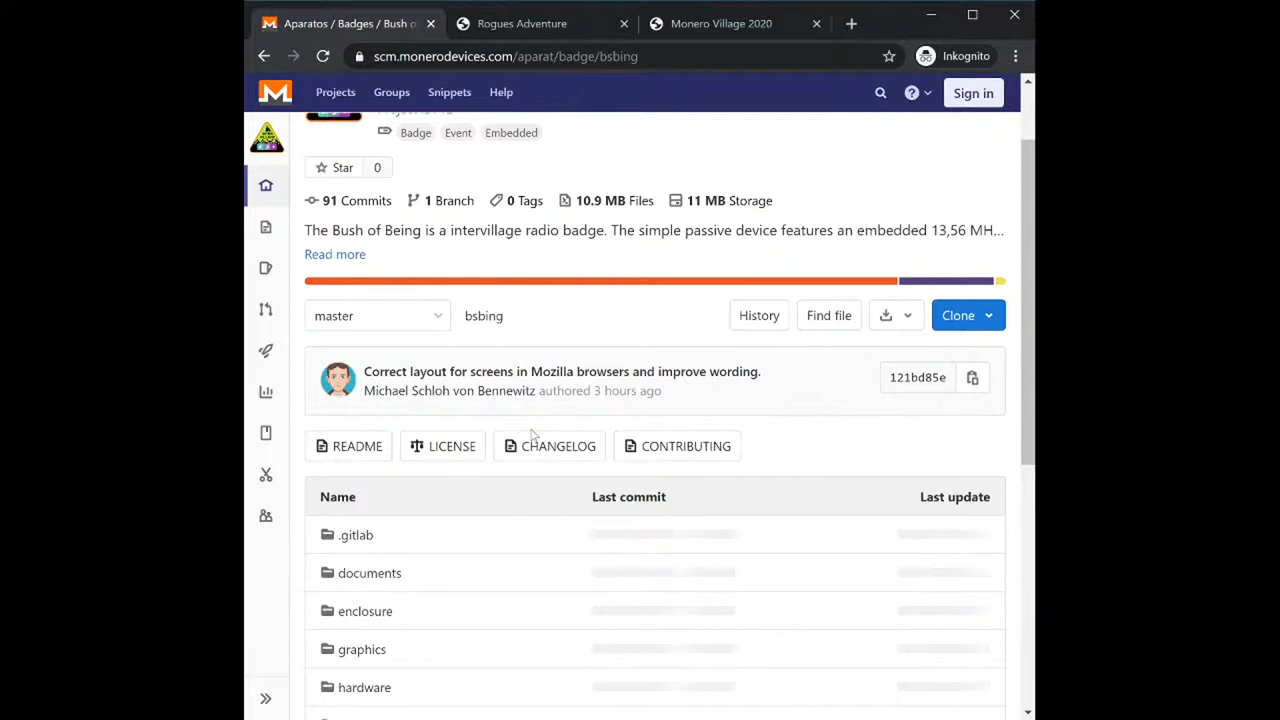 Aparatos / Badges / Bush o
Rogues Adventure
Monero Village 2020
scm.monerodevices.com/aparat/badge/bsbing
Inkognito
Projects Groups Snippets Help
Sign in
Badge Event Embedded
Star 0
91 Commits 1 Branch 0 Tags 10.9 MB Files 11 MB Storage
The Bush of Being is a intervillage radio badge. The simple passive device features an embedded 13,56 MH...
Read more
master bsbing History Find file Clone
Correct layout for screens in Mozilla browsers and improve wording.
121bd85e
Michael Schloh von Bennewitz authored 3 hours ago
README LICENSE CHANGELOG CONTRIBUTING
Name Last commit Last update
.gitlab
documents
enclosure
graphics
hardware